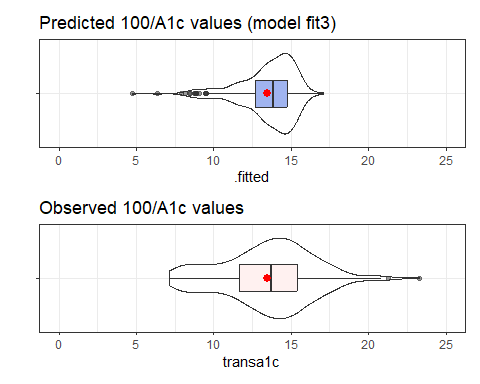 Predicted 100/A1c values (model fit3)
0 5 10 15 20 25
.fitted
Observed 100/A1c values
0 5 10 15 20 25
transa1c